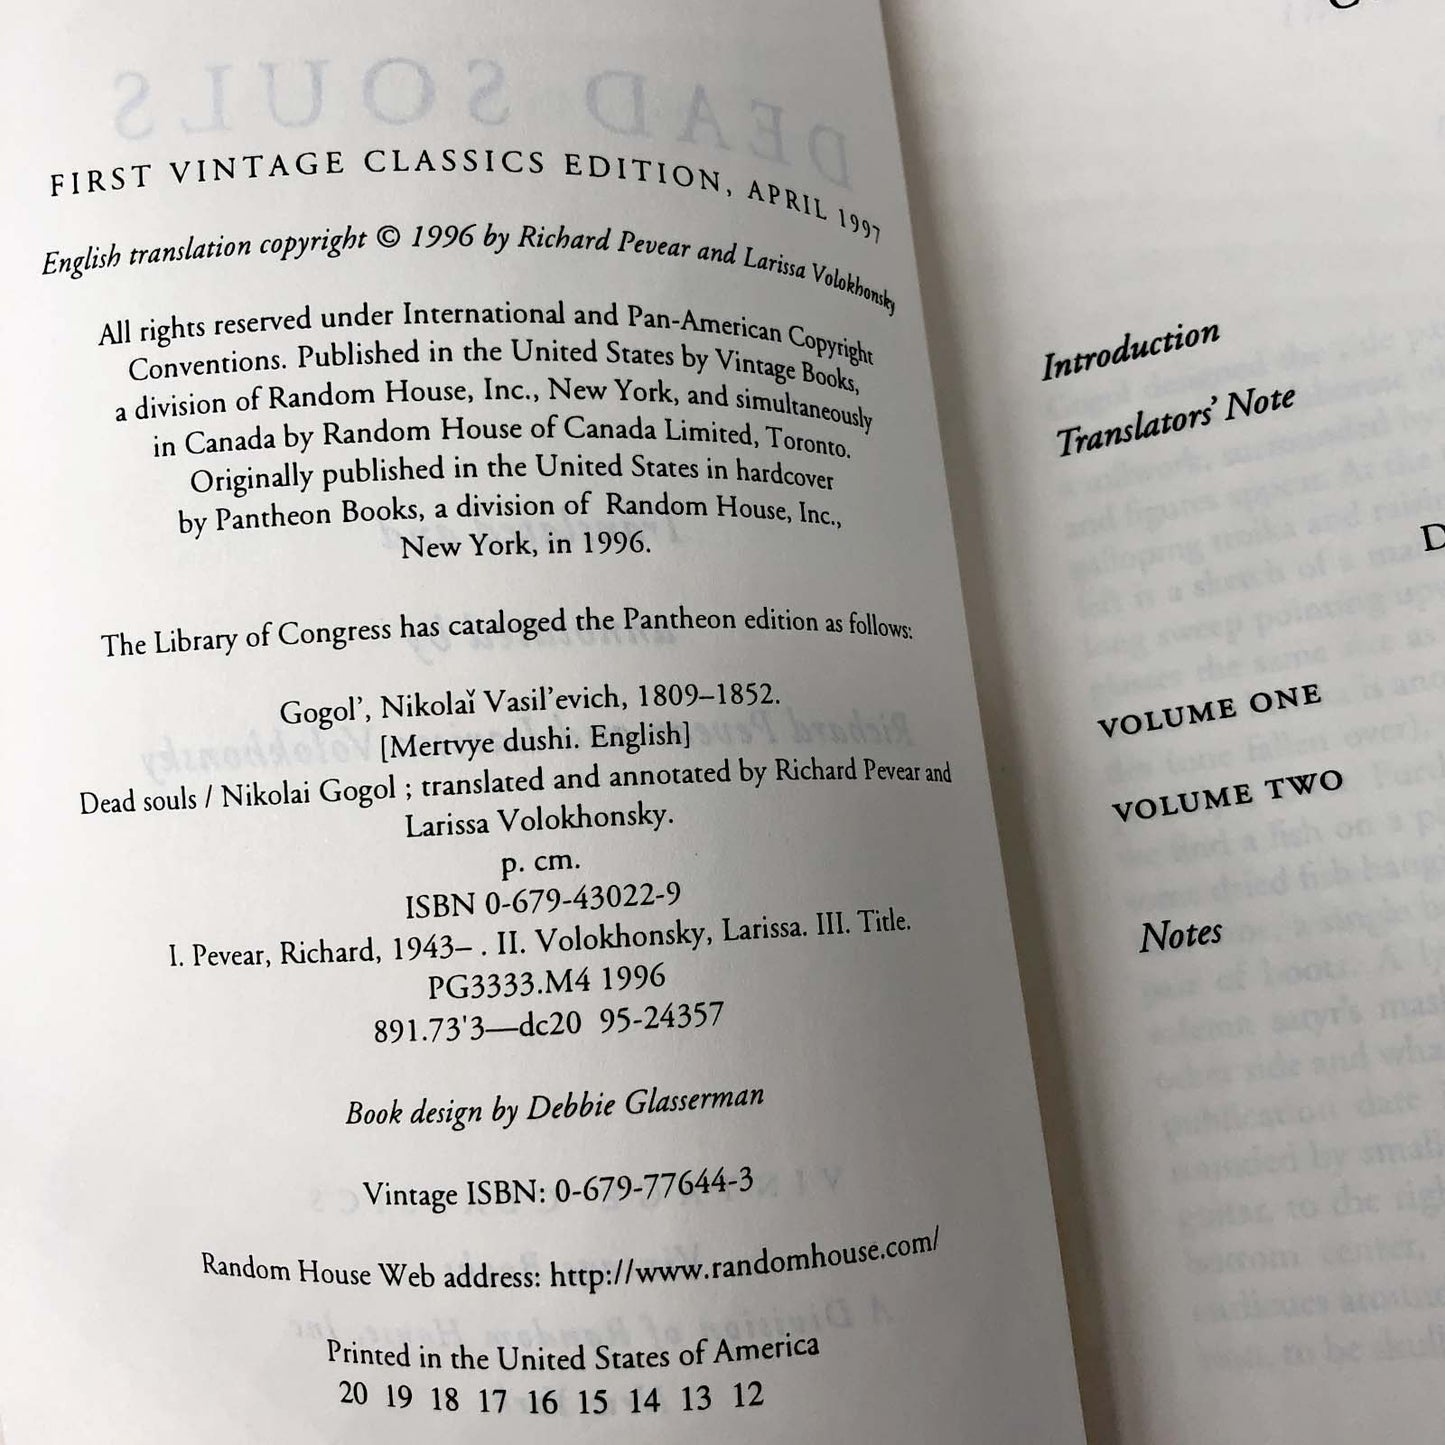 DEAD SOULS
FIRST VINTAGE CLASSICS EDITION, APRIL 1997
English translation copyright © 1996 by Richard Pevear and Larissa Volokhonsky
All rights reserved under International and Pan-American Copyright
Conventions. Published in the United States by Vintage Books,
a division of Random House, Inc., New York, and simultaneously
in Canada by Random House of Canada Limited, Toronto.
Originally published in the United States in hardcover
by Pantheon Books, a division of Random House, Inc.,
New York, in 1996.
The Library of Congress has cataloged the Pantheon edition as follows:
Gogol’, Nikolaĭ Vasil’evich, 1809–1852.
[Mertvye dushi. English]
Dead souls / Nikolai Gogol ; translated and annotated by Richard Pevear and
Larissa Volokhonsky.
p. cm.
ISBN 0-679-43022-9
I. Pevear, Richard, 1943– . II. Volokhonsky, Larissa. III. Title.
PG3333.M4 1996
891.73'3—dc20 95-24357
Book design by Debbie Glasserman
Vintage ISBN: 0-679-77644-3
Random House Web address: http://www.randomhouse.com/
Printed in the United States of America
20 19 18 17 16 15 14 13 12
Introduction
Translators’ Note
VOLUME ONE
VOLUME TWO
Notes